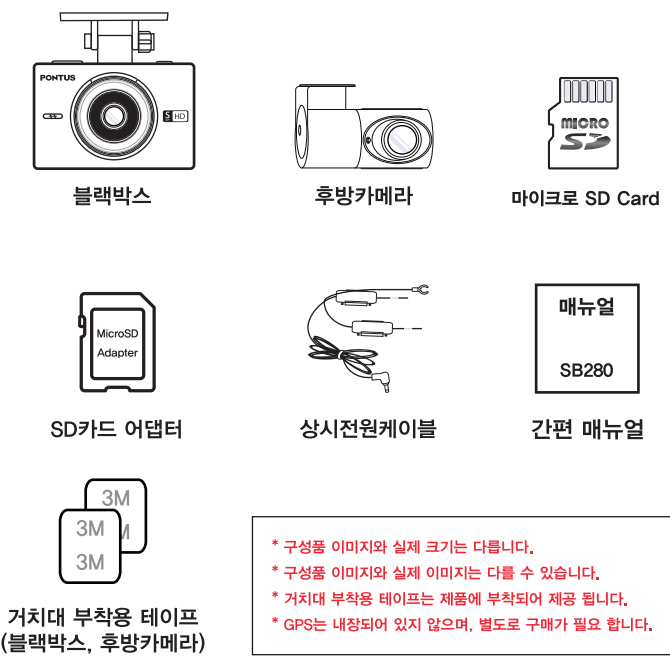 PONTUS
S HD
블랙박스
후방카메라
MICRO
SD
마이크로 SD Card
MicroSD
Adapter
SD카드 어댑터
상시전원케이블
매뉴얼
SB280
간편 매뉴얼
3M
3M
M
3M
거치대 부착용 테이프
(블랙박스, 후방카메라)
* 구성품 이미지와 실제 크기는 다릅니다.
* 구성품 이미지와 실제 이미지는 다를 수 있습니다.
* 거치대 부착용 테이프는 제품에 부착되어 제공 됩니다.
* GPS는 내장되어 있지 않으며, 별도로 구매가 필요 합니다.